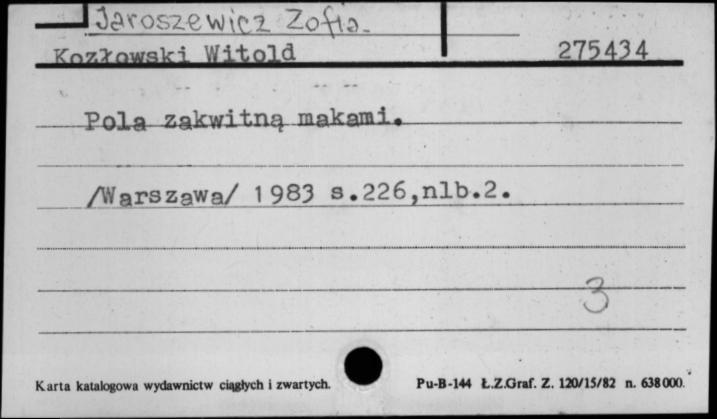 Jaroszewicz Zofia.
Kozłowski Witold 275434
Pola zakwitną makami.
/Warszawa/ 1983 s.226,nlb.2.
3
Karta katalogowa wydawnictw ciągłych i zwartych. Pu-B-144 Ł.Z.Graf. Z. 120/15/82 n. 638000.